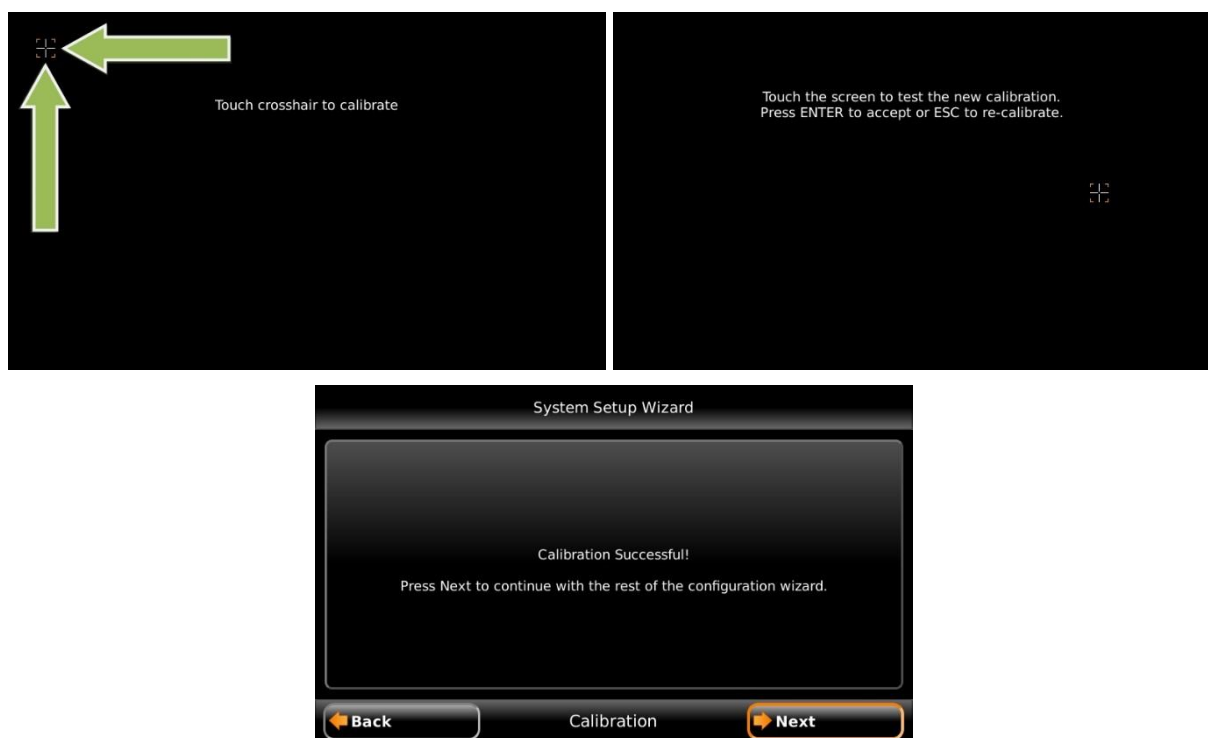 Touch crosshair to calibrate
Touch the screen to test the new calibration.
Press ENTER to accept or ESC to re-calibrate.
System Setup Wizard
Calibration Successful!
Press Next to continue with the rest of the configuration wizard.
Back
Calibration
Next